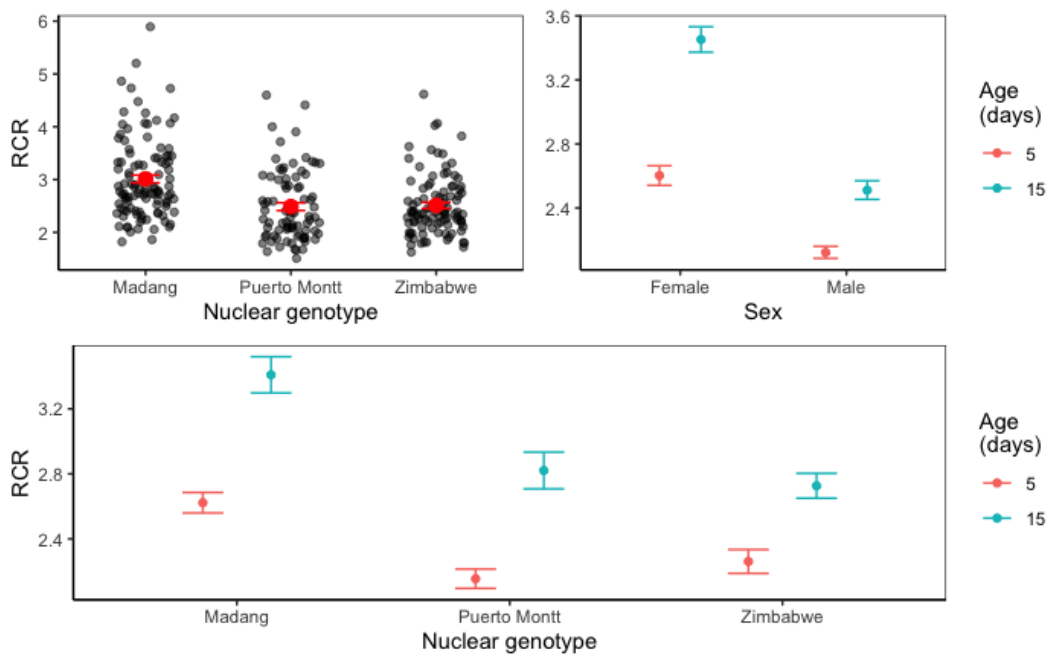 6
5
4
3
2
RCR
Madang
Puerto Montt
Zimbabwe
Nuclear genotype
3.6
3.2
2.8
2.4
Female
Male
Sex
Age
(days)
5
15
3.2
2.8
2.4
RCR
Madang
Puerto Montt
Zimbabwe
Nuclear genotype
Age
(days)
5
15